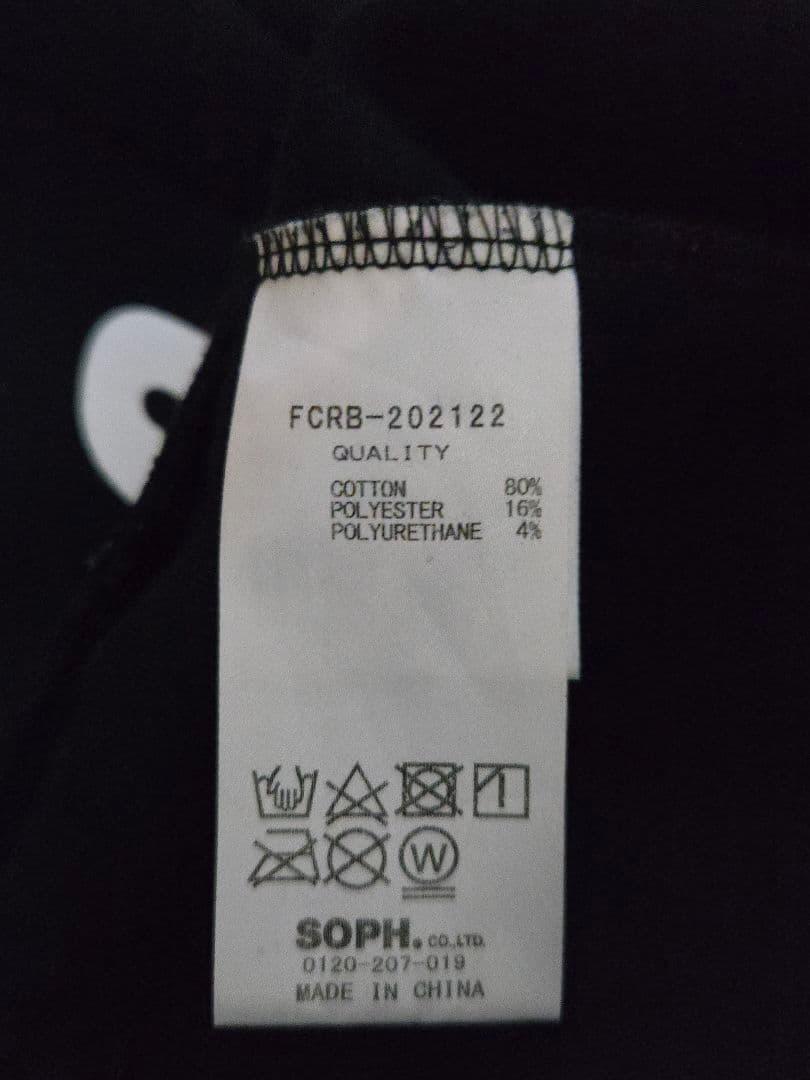 FCRB-202122
QUALITY
COTTON 80%
POLYESTER 16%
POLYURETHANE 4%
W
SOPH. CO.,LTD.
0120-207-019
MADE IN CHINA